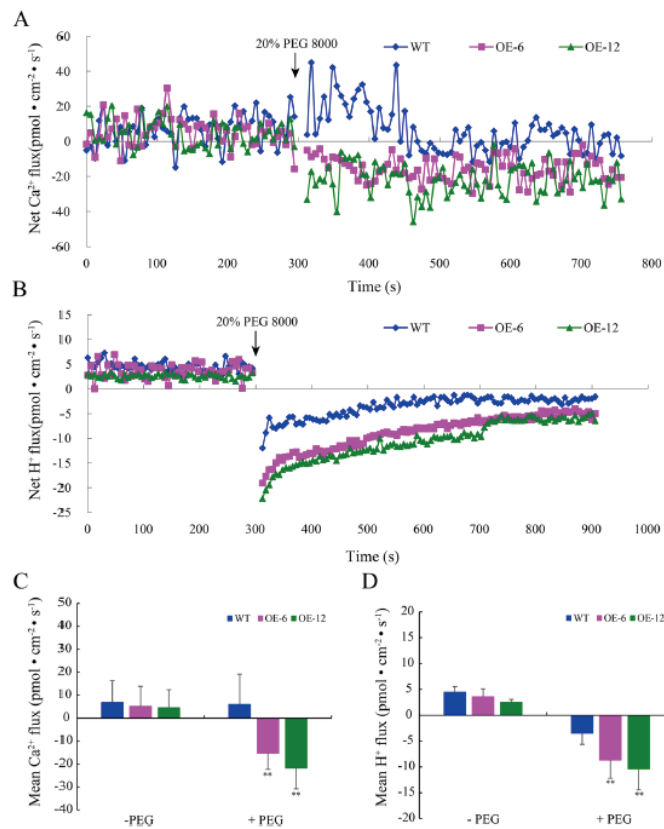 A
20% PEG 8000
WT
OE-6
OE-12
Net Ca²⁺ flux(pmol • cm⁻² • s⁻¹)
60
40
20
0
-20
-40
-60
0
100
200
300
400
500
600
700
800
Time (s)
B
20% PEG 8000
WT
OE-6
OE-12
Net H⁺ flux(pmol • cm⁻² • s⁻¹)
15
10
5
0
-5
-10
-15
-20
-25
0
100
200
300
400
500
600
700
800
900
1000
Time (s)
C
WT
OE-6
OE-12
Mean Ca²⁺ flux (pmol • cm⁻² • s⁻¹)
50
40
30
20
10
0
-10
-20
-30
-40
**
**
-PEG
+ PEG
D
WT
OE-6
OE-12
Mean H⁺ flux (pmol • cm⁻² • s⁻¹)
20
15
10
5
0
-5
-10
-15
-20
**
**
- PEG
+ PEG